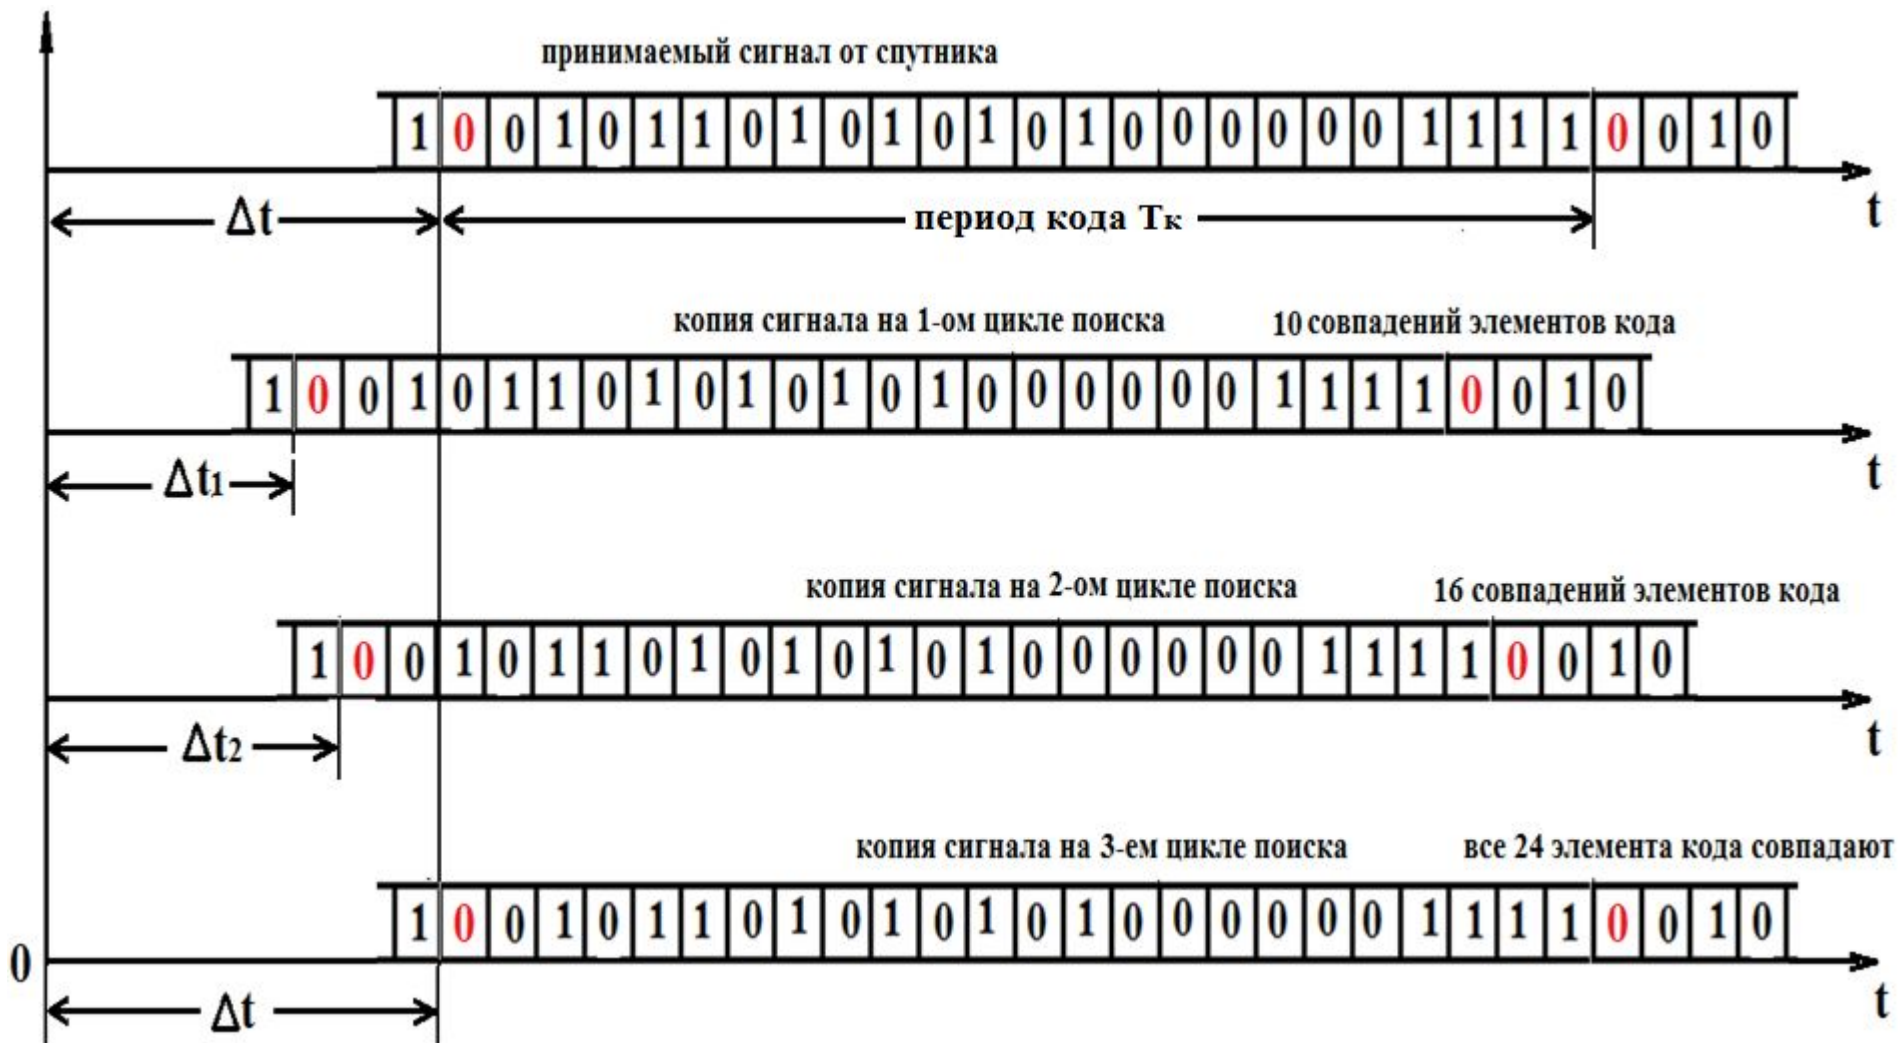 принимаемый сигнал от спутника
1 0 0 1 0 1 1 0 1 0 1 0 1 0 1 0 0 0 0 0 1 1 1 1 0 0 1 0
Δt
период кода Тк
t
копия сигнала на 1-ом цикле поиска
10 совпадений элементов кода
1 0 0 1 0 1 1 0 1 0 1 0 1 0 1 0 0 0 0 0 0 1 1 1 1 0 0 1 0
Δt1
t
копия сигнала на 2-ом цикле поиска
16 совпадений элементов кода
1 0 0 1 0 1 1 0 1 0 1 0 1 0 1 0 0 0 0 0 1 1 1 1 0 0 1 0
Δt2
t
копия сигнала на 3-ем цикле поиска
все 24 элемента кода совпадают
1 0 0 1 0 1 1 0 1 0 1 0 1 0 1 0 0 0 0 0 0 1 1 1 1 0 0 1 0
0
Δt
t